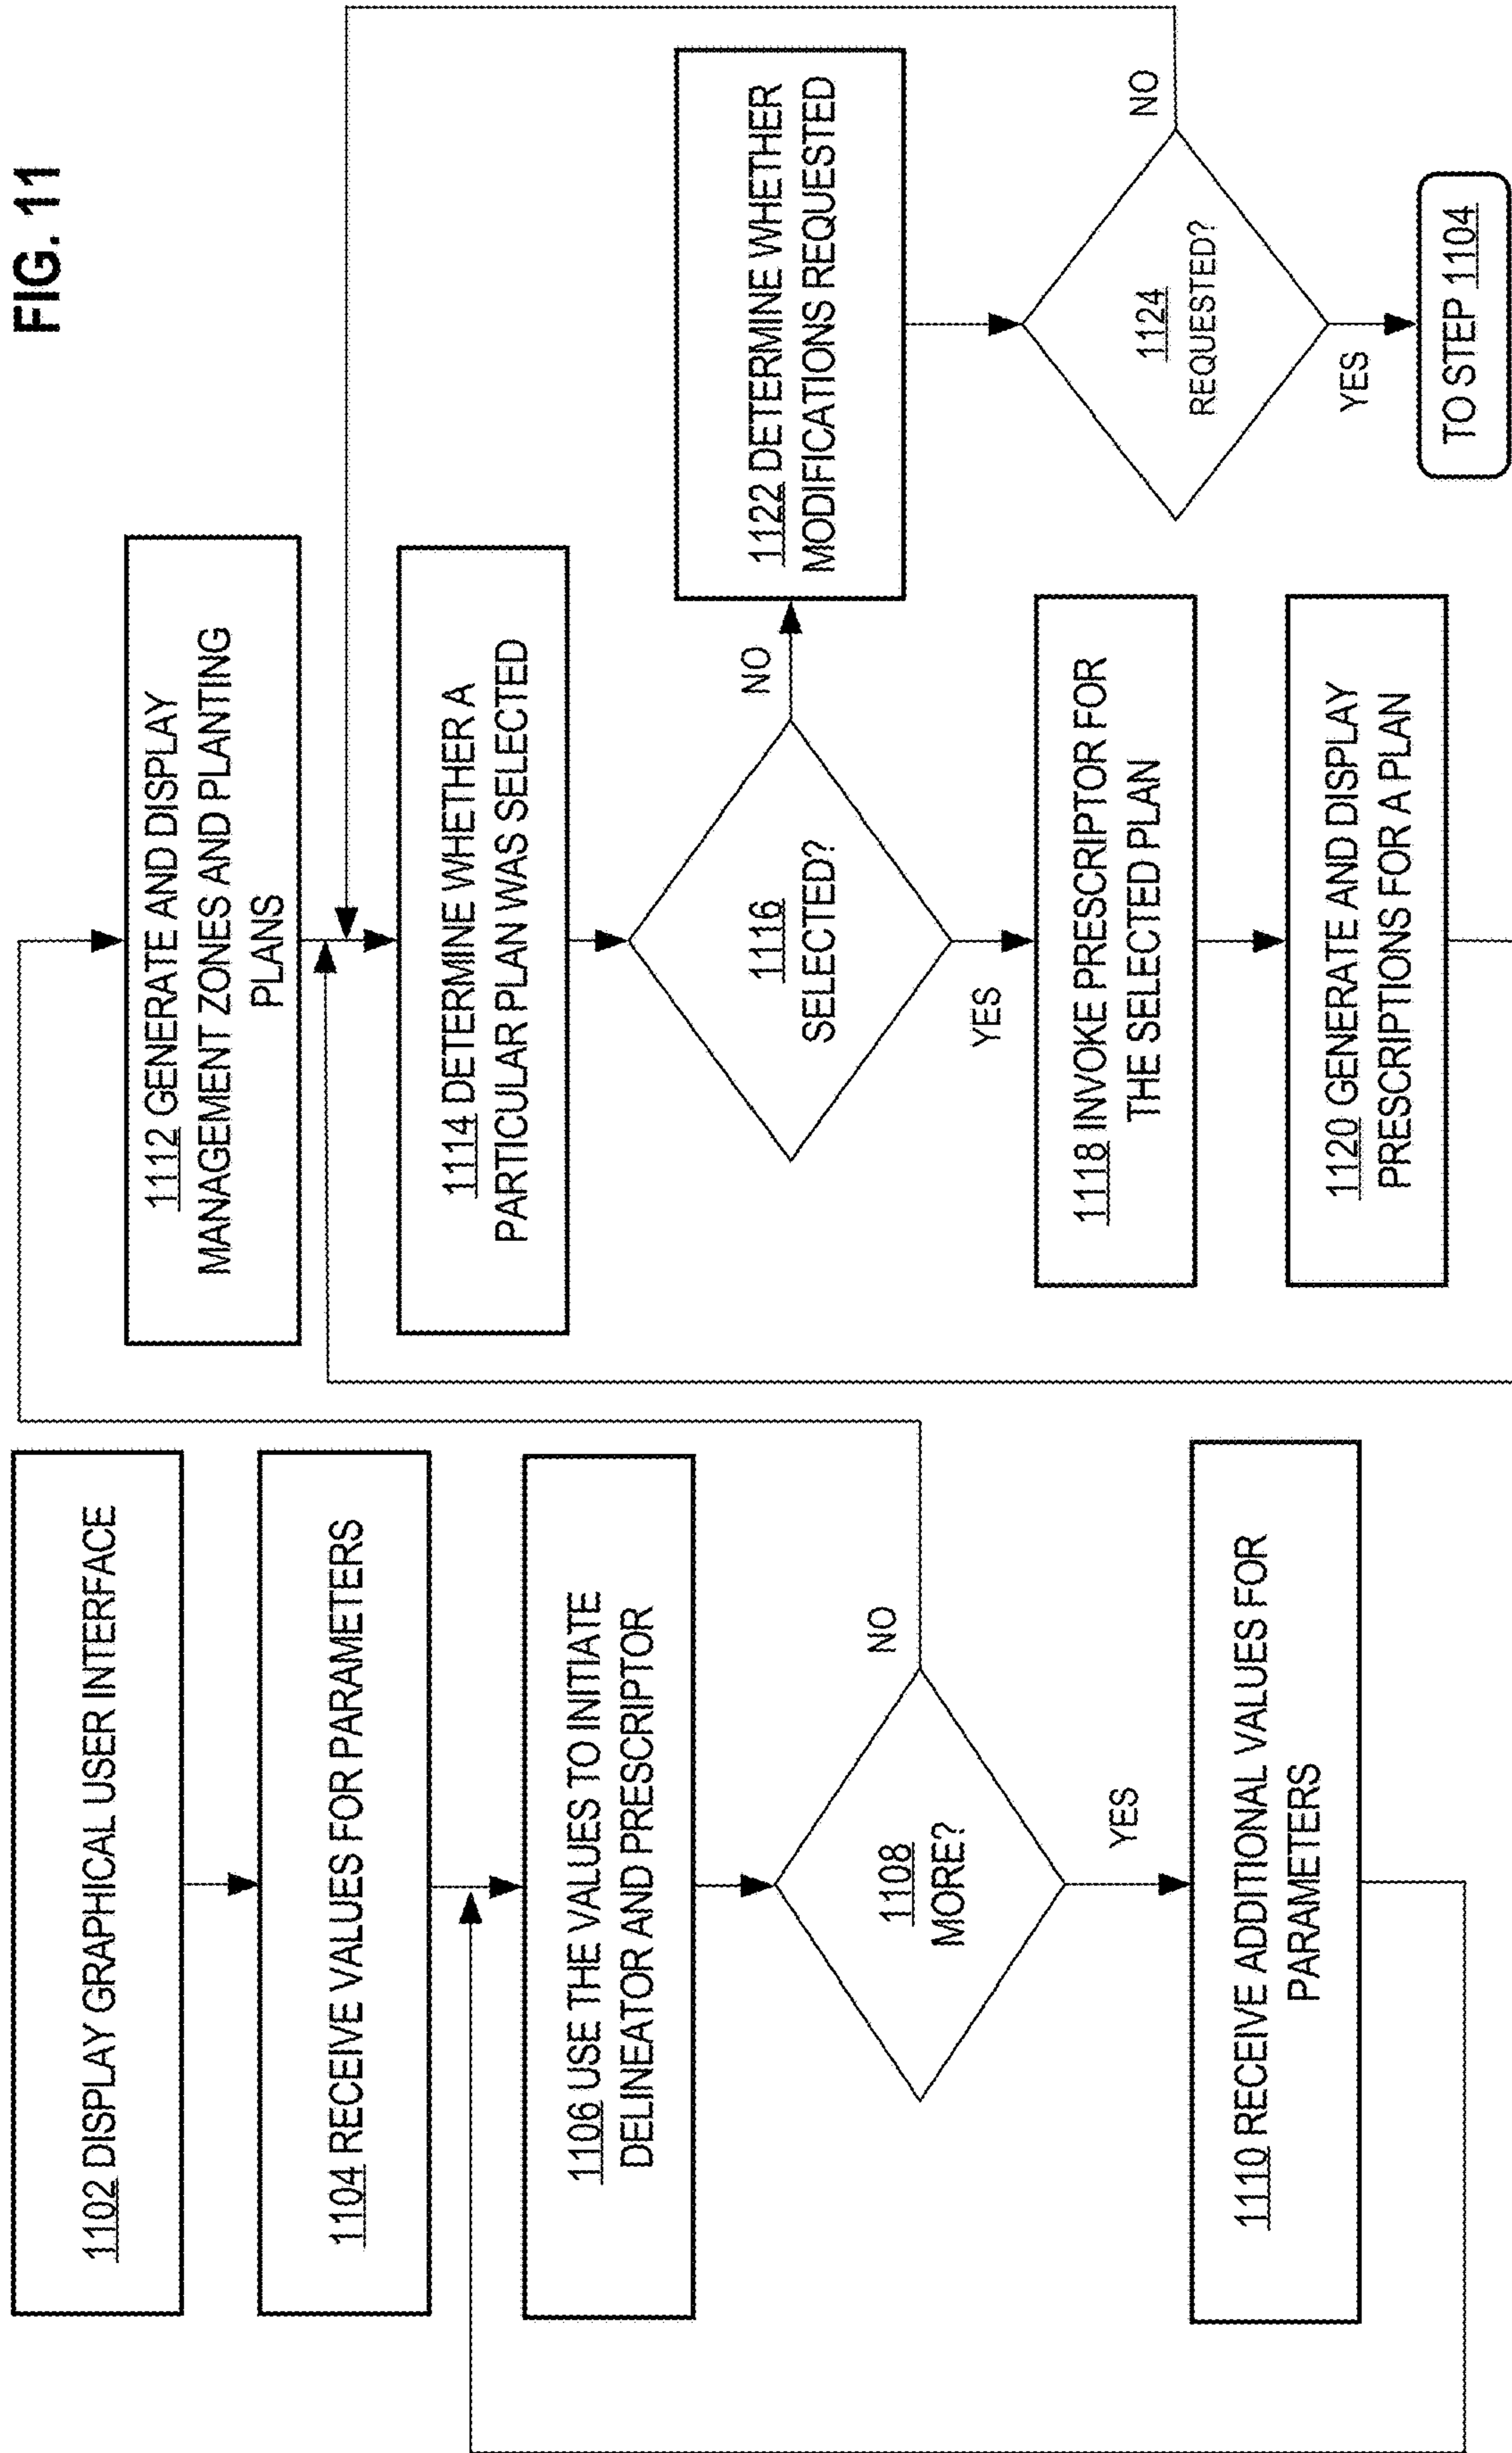 FIG. 11
1102 DISPLAY GRAPHICAL USER INTERFACE
1104 RECEIVE VALUES FOR PARAMETERS
1106 USE THE VALUES TO INITIATE
DELINEATOR AND PRESCRIPTOR
1108
MORE?
NO
YES
1110 RECEIVE ADDITIONAL VALUES FOR
PARAMETERS
1112 GENERATE AND DISPLAY
MANAGEMENT ZONES AND PLANTING
PLANS
1114 DETERMINE WHETHER A
PARTICULAR PLAN WAS SELECTED
1116
SELECTED?
NO
YES
1118 INVOKE PRESCRIPTOR FOR
THE SELECTED PLAN
1120 GENERATE AND DISPLAY
PRESCRIPTIONS FOR A PLAN
1122 DETERMINE WHETHER
MODIFICATIONS REQUESTED
1124
REQUESTED?
NO
YES
TO STEP 1104